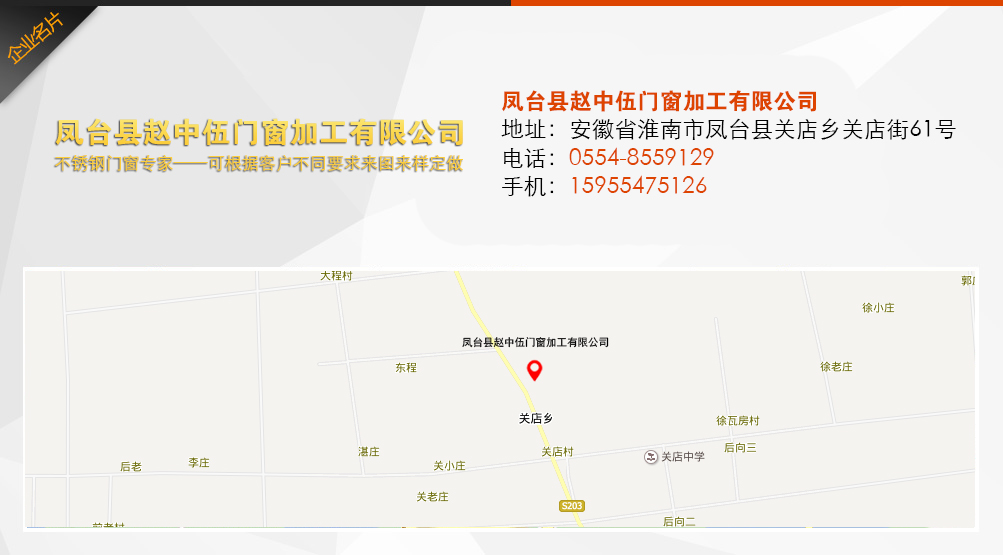 企业名片
凤台县赵中伍门窗加工有限公司
不锈钢门窗专家——可根据客户不同要求来图来样定做
凤台县赵中伍门窗加工有限公司
地址：安徽省淮南市凤台县关店乡关店街61号
电话：0554-8559129
手机：15955475126
大程村
郭
徐小庄
凤台县赵中伍门窗加工有限公司
东程
徐老庄
关店乡
徐瓦房村
湛庄
关店村
后向三
关店中学
后老
李庄
关小庄
关老庄
S203
后向二
前老村